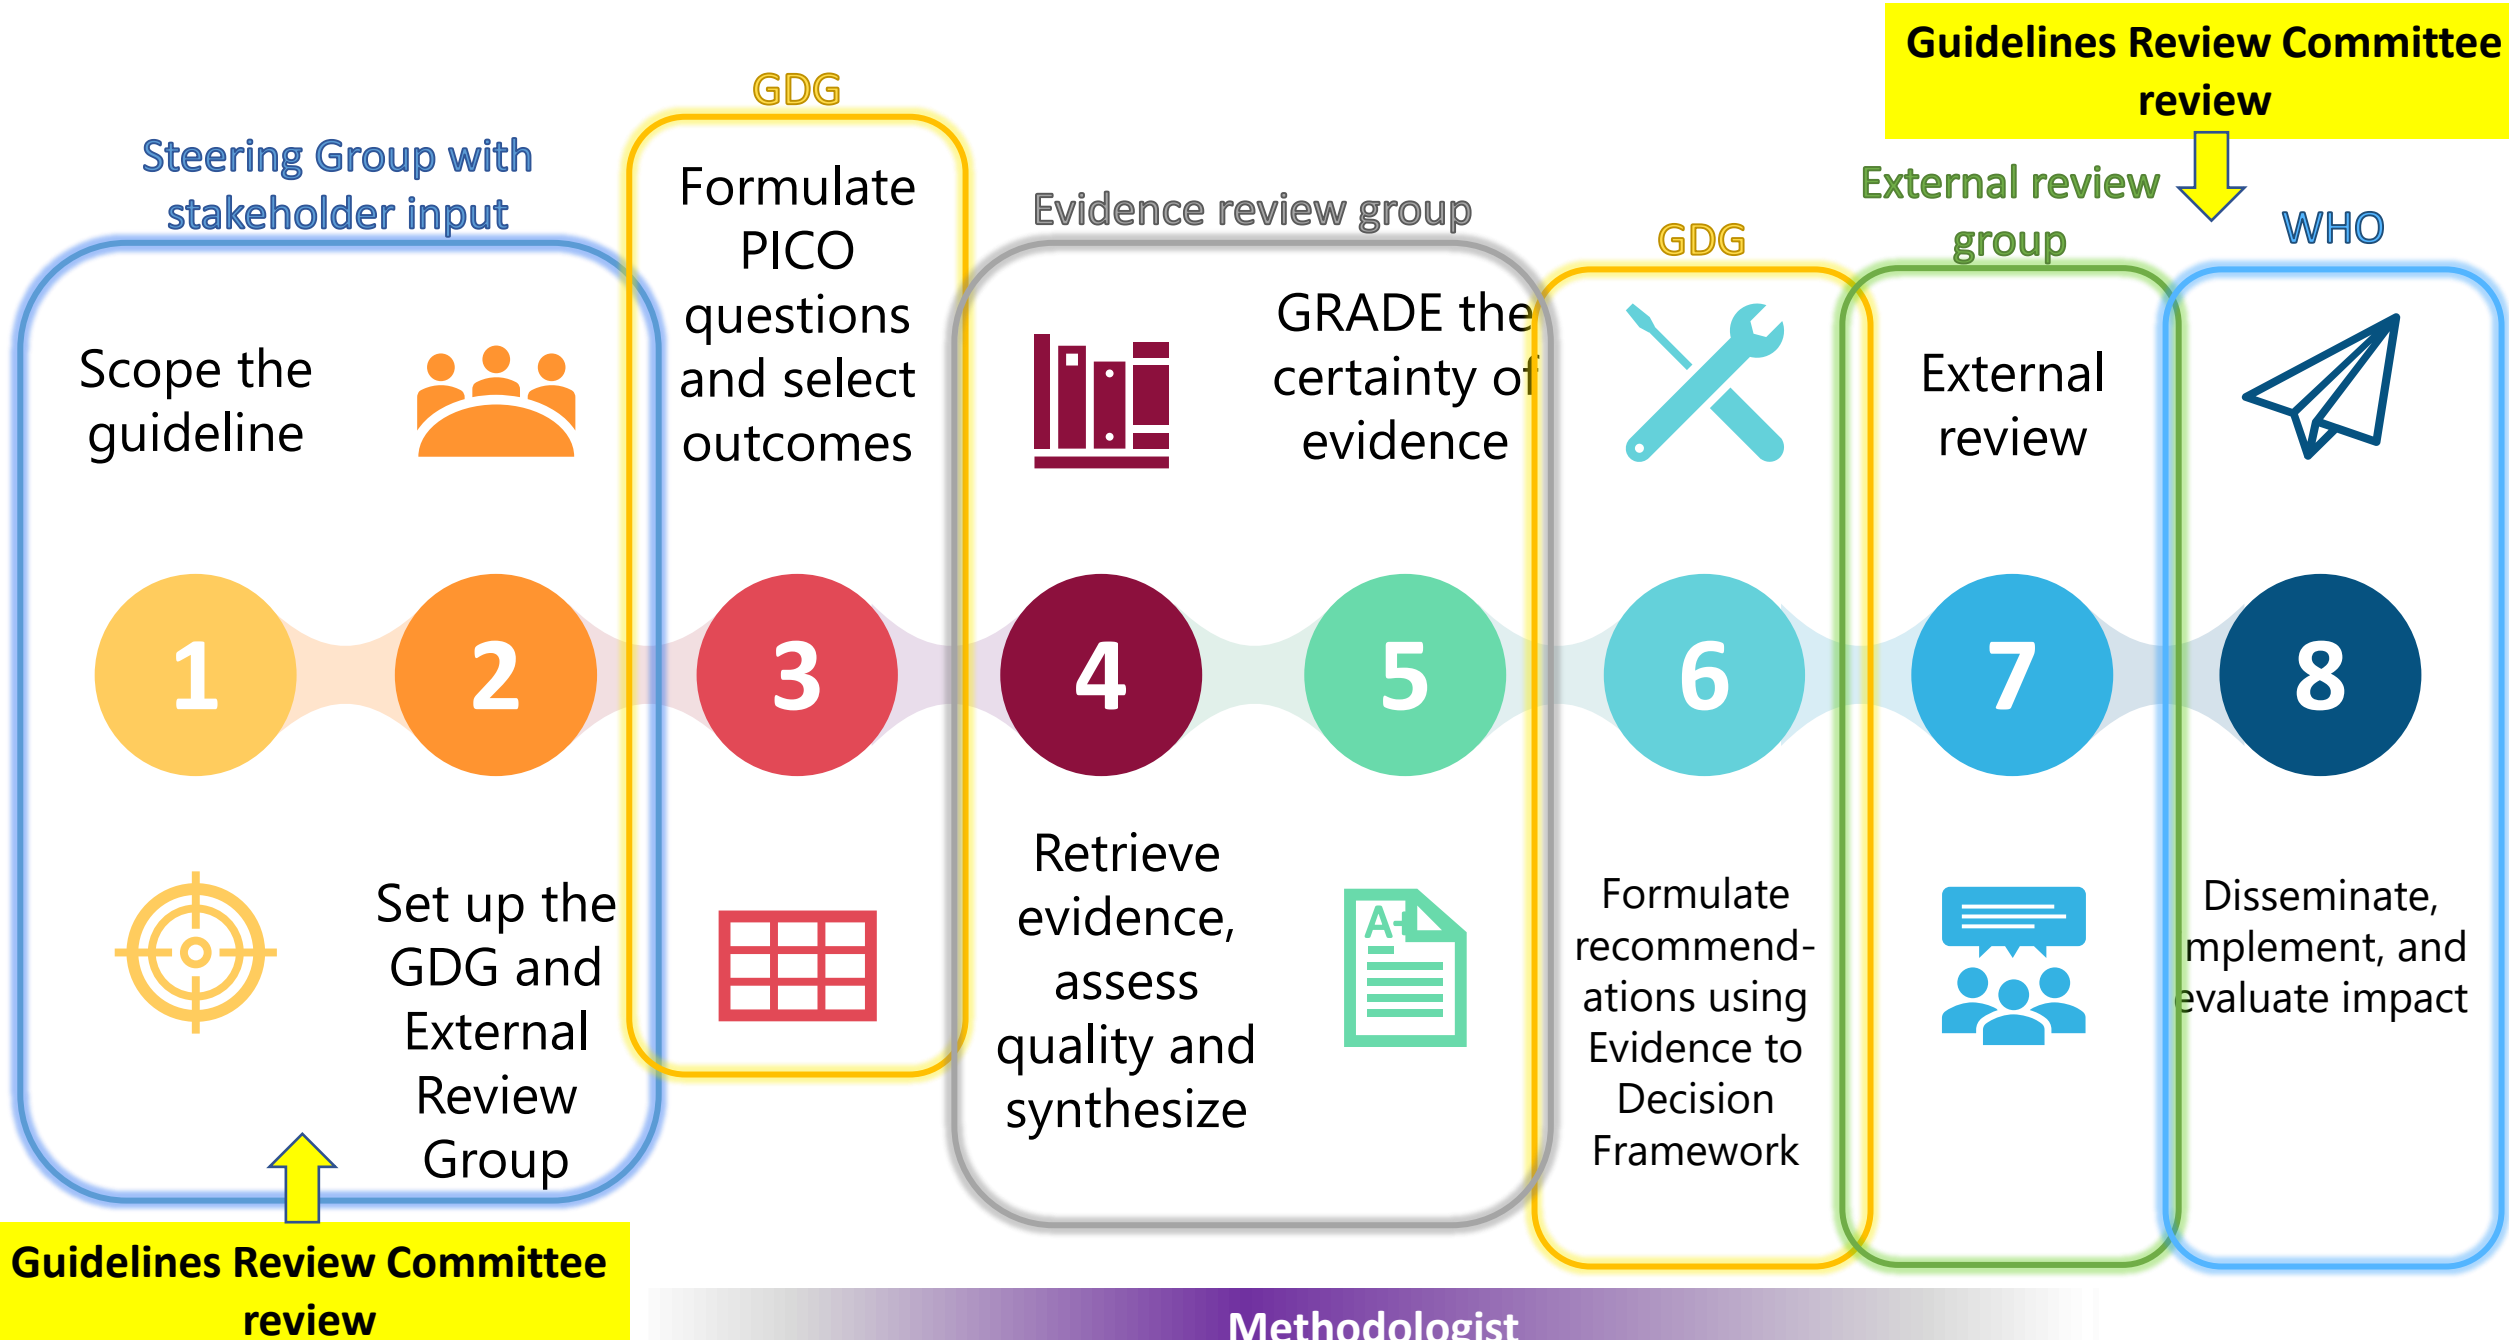 Guidelines Review Committee
review
GDG
Steering Group with
stakeholder input
Evidence review group
GDG
External review
group
WHO
Scope the
guideline
Formulate
PICO
questions
and select
outcomes
GRADE the
certainty of
evidence
External
review
1
2
3
4
5
6
7
8
Set up the
GDG and
External
Review
Group
Retrieve
evidence,
assess
quality and
synthesize
A+
Formulate
recommend-
ations using
Evidence to
Decision
Framework
Disseminate,
implement, and
evaluate impact
Guidelines Review Committee
review
Methodologist